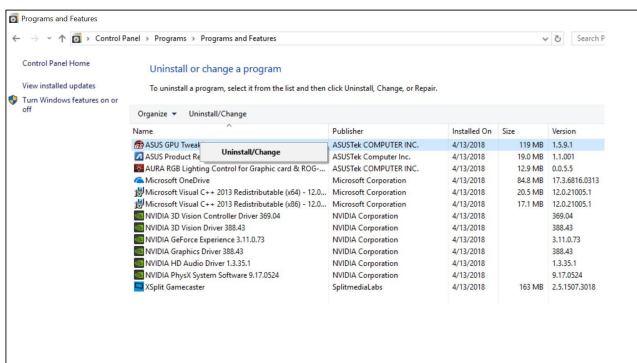 Programs and Features
Control Panel > Programs > Programs and Features
Search P
Control Panel Home
View installed updates
Turn Windows features on or
off
Uninstall or change a program
To uninstall a program, select it from the list and then click Uninstall, Change, or Repair.
Organize Uninstall/Change
Name Publisher Installed On Size Version
ASUS GPU Tweak ASUSTek COMPUTER INC. 4/13/2018 119 MB 1.5.9.1
Uninstall/Change
ASUS Product Re ASUSTek Computer Inc. 4/13/2018 19.0 MB 1.1.001
AURA RGB Lighting Control for Graphic card & ROG-... ASUSTek COMPUTER INC. 4/13/2018 12.9 MB 0.0.5.5
Microsoft OneDrive Microsoft Corporation 4/13/2018 84.8 MB 17.3.6816.0313
Microsoft Visual C++ 2013 Redistributable (x64) - 12.0... Microsoft Corporation 4/13/2018 20.5 MB 12.0.21005.1
Microsoft Visual C++ 2013 Redistributable (x86) - 12.0... Microsoft Corporation 4/13/2018 17.1 MB 12.0.21005.1
NVIDIA 3D Vision Controller Driver 369.04 NVIDIA Corporation 4/13/2018 369.04
NVIDIA 3D Vision Driver 388.43 NVIDIA Corporation 4/13/2018 388.43
NVIDIA GeForce Experience 3.11.0.73 NVIDIA Corporation 4/13/2018 3.11.0.73
NVIDIA Graphics Driver 388.43 NVIDIA Corporation 4/13/2018 388.43
NVIDIA HD Audio Driver 1.3.35.1 NVIDIA Corporation 4/13/2018 1.3.35.1
NVIDIA PhysX System Software 9.17.0524 NVIDIA Corporation 4/13/2018 9.17.0524
XSplit Gamecaster SplitmediaLabs 4/13/2018 163 MB 2.5.1507.3018